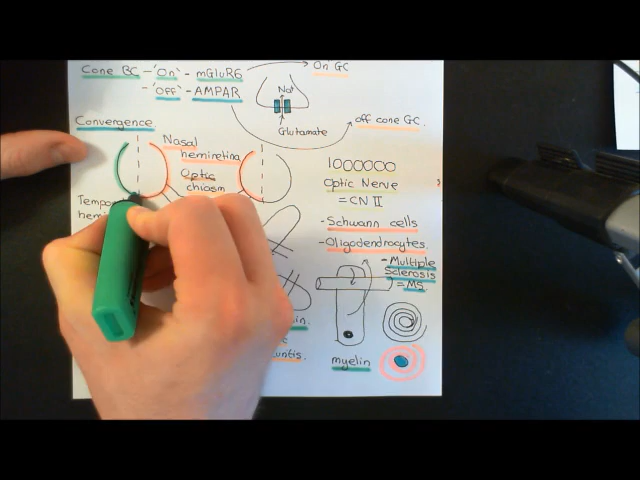 Cone BC - 'On' - mGluR6
On GC
- 'Off' - AMPAR
Na+
Glutamate
off cone GC.
Convergence
Nasal
hemiretina
Optic
chiasm
1000000
Optic Nerve
= CN II
- Schwann cells
- Oligodendrocytes.
- Multiple
Sclerosis
= MS
myelin